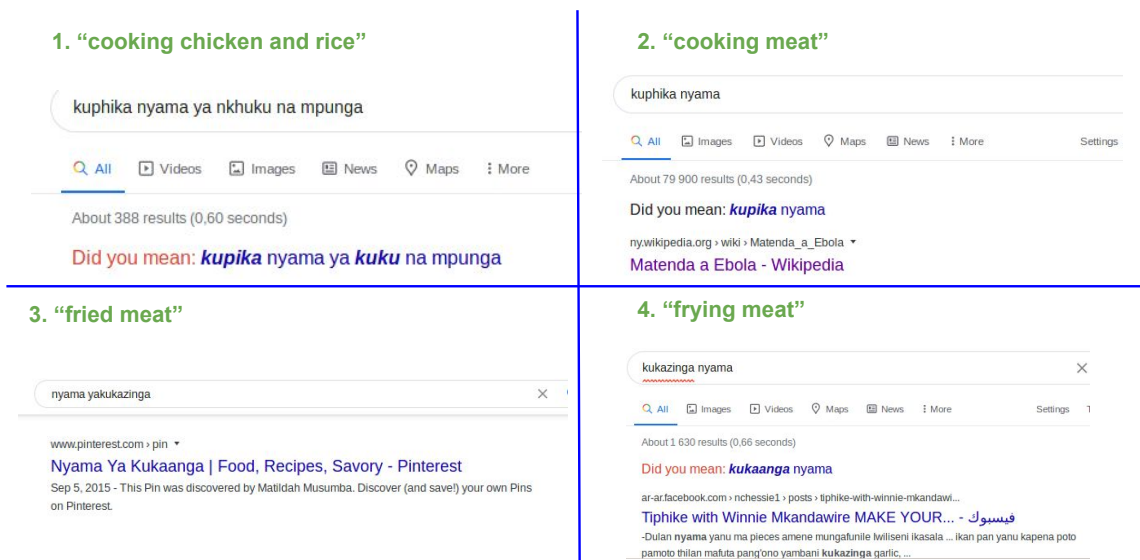 1. “cooking chicken and rice”
kuphika nyama ya nkhuku na mpunga
All Videos Images News Maps More
About 388 results (0,60 seconds)
Did you mean: kupika nyama ya kuku na mpunga
2. “cooking meat”
kuphika nyama
All Images Videos Maps News More Settings
About 79 900 results (0,43 seconds)
Did you mean: kupika nyama
ny.wikipedia.org › wiki › Matenda_a_Ebola
Matenda a Ebola - Wikipedia
3. “fried meat”
nyama yakukazinga
www.pinterest.com › pin
Nyama Ya Kukaanga | Food, Recipes, Savory - Pinterest
Sep 5, 2015 - This Pin was discovered by Matildah Musumba. Discover (and save!) your own Pins
on Pinterest.
4. “frying meat”
kukazinga nyama
All Images Videos Maps News More Settings
About 1 630 results (0,66 seconds)
Did you mean: kukaanga nyama
ar-ar.facebook.com › nchessie1 › posts › tiphike-with-winnie-mkandawi...
Tiphike with Winnie Mkandawire MAKE YOUR... - فيسبوك
-Dulan nyama yanu ma pieces amene mungafunile lwiliseni ikasala ... ikan pan yanu kapena poto
pamoto thilan mafuta pang'ono yambani kukazinga garlic, ...